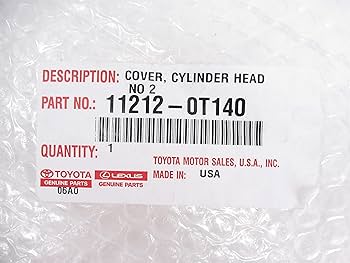 DESCRIPTION: COVER, CYLINDER HEAD
NO 2
PART NO.: 11212-0T140
QUANTITY: 1
TOYOTA MOTOR SALES, U.S.A., INC.
TOYOTA LEXUS MADE IN: USA
GENUINE PARTS GENUINE PARTS
06A0